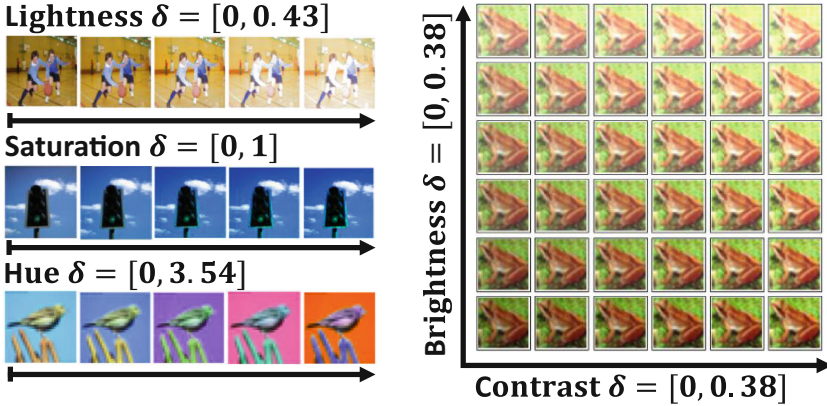 Lightness δ = [0, 0.43]
Saturation δ = [0, 1]
Hue δ = [0, 3.54]
Brightness δ = [0, 0.38]
Contrast δ = [0, 0.38]